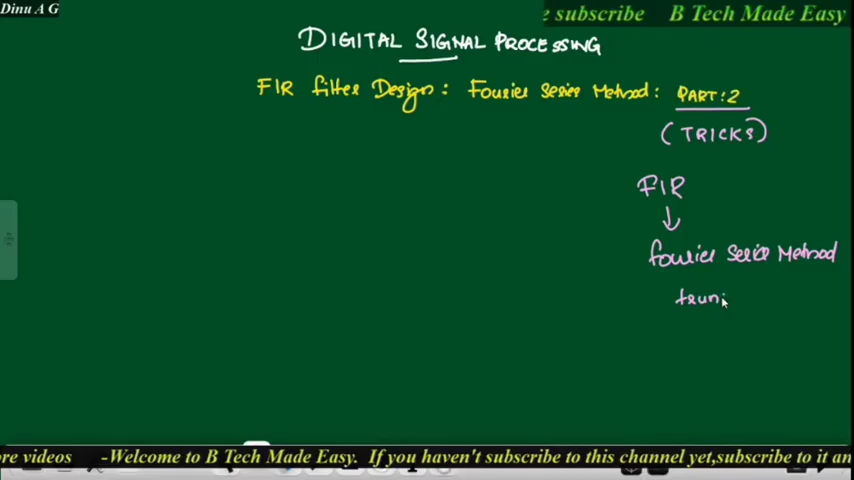 Dinu A G
e subscribe B Tech Made Easy
DIGITAL SIGNAL PROCESSING
FIR filter Design: Fourier Series Method: PART:2
(TRICKS)
FIR
↓
fourier Series Method
trun
re videos -Welcome to B Tech Made Easy. If you haven't subscribe to this channel yet,subscribe to it an